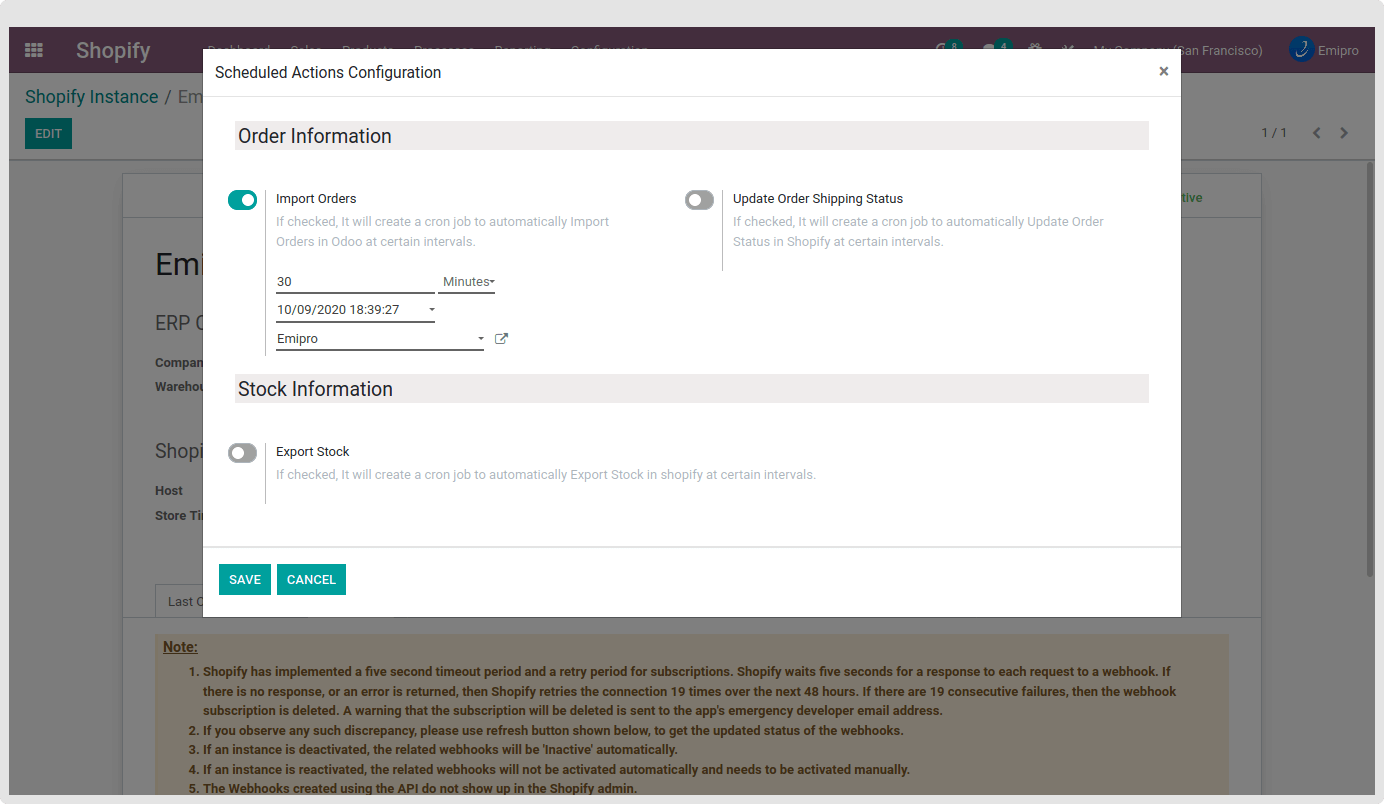 Shopify
8
4
(San Francisco)
Emipro
Scheduled Actions Configuration
×
Shopify Instance / Em
EDIT
1 / 1
Order Information
Import Orders
If checked, It will create a cron job to automatically Import
Orders in Odoo at certain intervals.
Update Order Shipping Status
If checked, It will create a cron job to automatically Update Order
Status in Shopify at certain intervals.
tive
30
Minutes
10/09/2020 18:39:27
Emipro
Emi
ERP C
Compan
Warehou
Stock Information
Export Stock
If checked, It will create a cron job to automatically Export Stock in shopify at certain intervals.
Shopi
Host
Store Ti
SAVE
CANCEL
Last C
Note:
1. Shopify has implemented a five second timeout period and a retry period for subscriptions. Shopify waits five seconds for a response to each request to a webhook. If
there is no response, or an error is returned, then Shopify retries the connection 19 times over the next 48 hours. If there are 19 consecutive failures, then the webhook
subscription is deleted. A warning that the subscription will be deleted is sent to the app's emergency developer email address.
2. If you observe any such discrepancy, please use refresh button shown below, to get the updated status of the webhooks.
3. If an instance is deactivated, the related webhooks will be 'Inactive' automatically.
4. If an instance is reactivated, the related webhooks will not be activated automatically and needs to be activated manually.
5. The Webhooks created using the API do not show up in the Shopify admin.